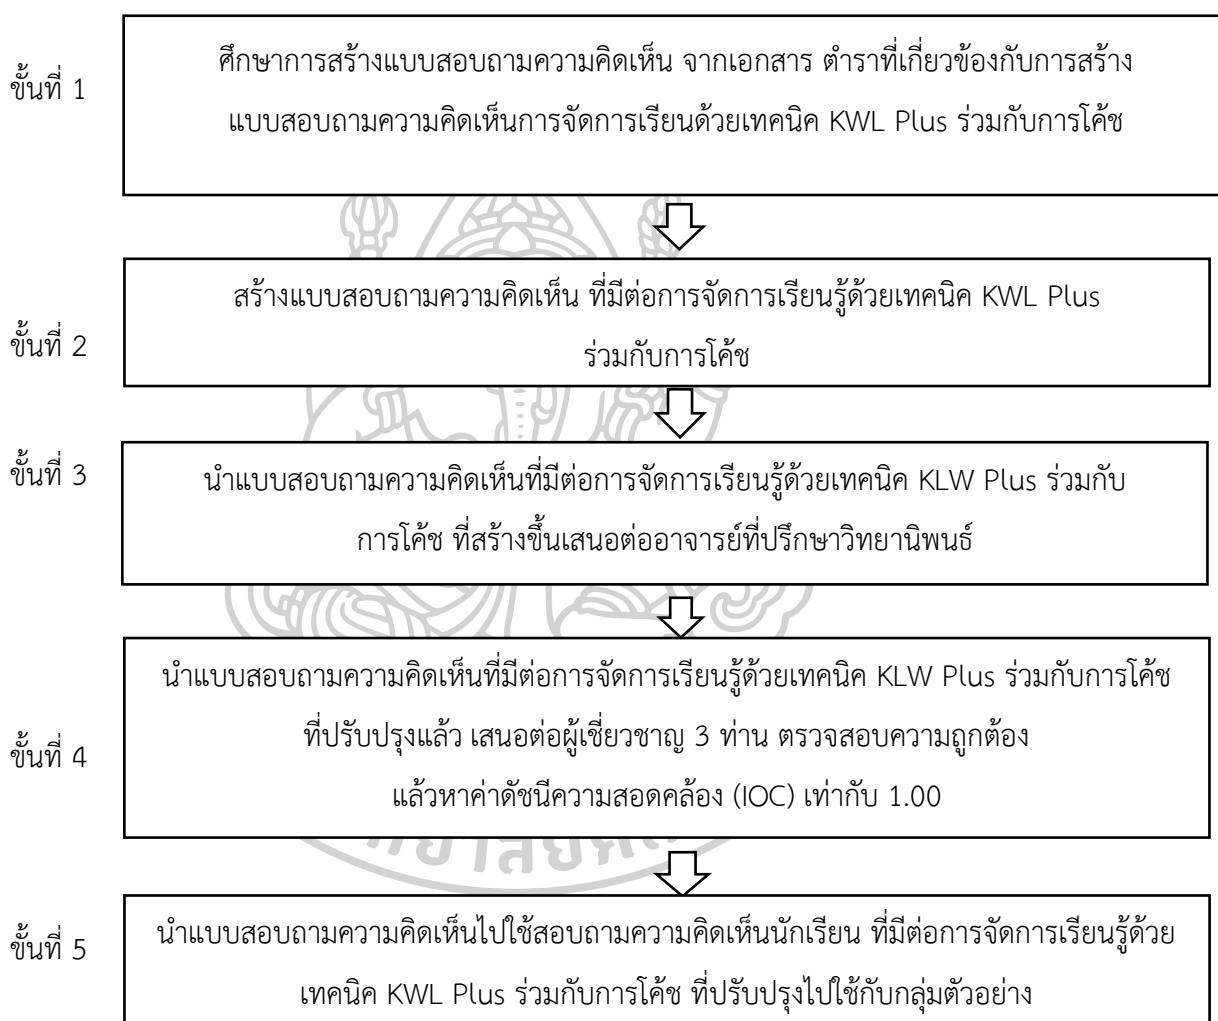 ขั้นที่ 1
ศึกษาการสร้างแบบสอบถามความคิดเห็น จากเอกสาร ตำราที่เกี่ยวข้องกับการสร้าง
แบบสอบถามความคิดเห็นการจัดการเรียนด้วยเทคนิค KWL Plus ร่วมกับการโค้ช
ขั้นที่ 2
สร้างแบบสอบถามความคิดเห็น ที่มีต่อการจัดการเรียนรู้ด้วยเทคนิค KWL Plus
ร่วมกับการโค้ช
ขั้นที่ 3
นำแบบสอบถามความคิดเห็นที่มีต่อการจัดการเรียนรู้ด้วยเทคนิค KLW Plus ร่วมกับ
การโค้ช ที่สร้างขึ้นเสนอต่ออาจารย์ที่ปรึกษาวิทยานิพนธ์
ขั้นที่ 4
นำแบบสอบถามความคิดเห็นที่มีต่อการจัดการเรียนรู้ด้วยเทคนิค KLW Plus ร่วมกับการโค้ช
ที่ปรับปรุงแล้ว เสนอต่อผู้เชี่ยวชาญ 3 ท่าน ตรวจสอบความถูกต้อง
แล้วหาค่าดัชนีความสอดคล้อง (IOC) เท่ากับ 1.00
ขั้นที่ 5
นำแบบสอบถามความคิดเห็นไปใช้สอบถามความคิดเห็นนักเรียน ที่มีต่อการจัดการเรียนรู้ด้วย
เทคนิค KWL Plus ร่วมกับการโค้ช ที่ปรับปรุงไปใช้กับกลุ่มตัวอย่าง